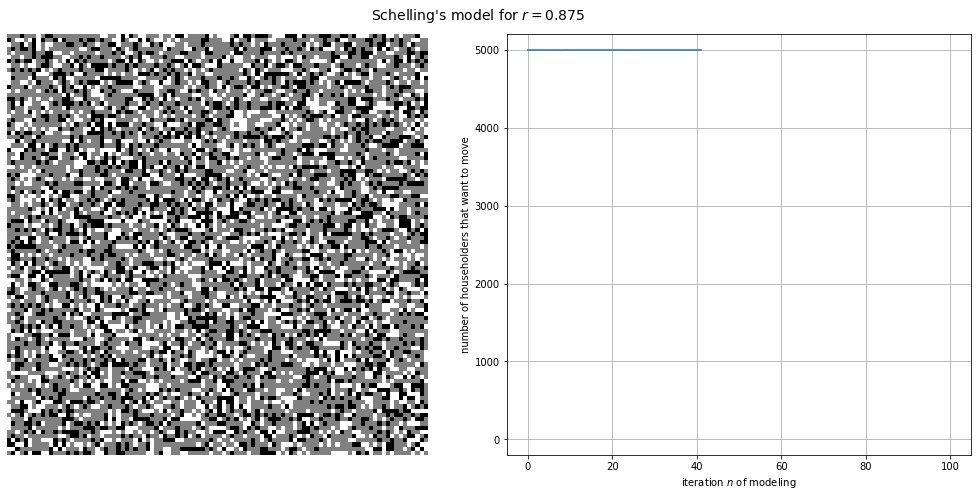 Schelling's model for r = 0.875
number of householders that want to move
5000
4000
3000
2000
1000
0
0 20 40 60 80 100
iteration n of modeling